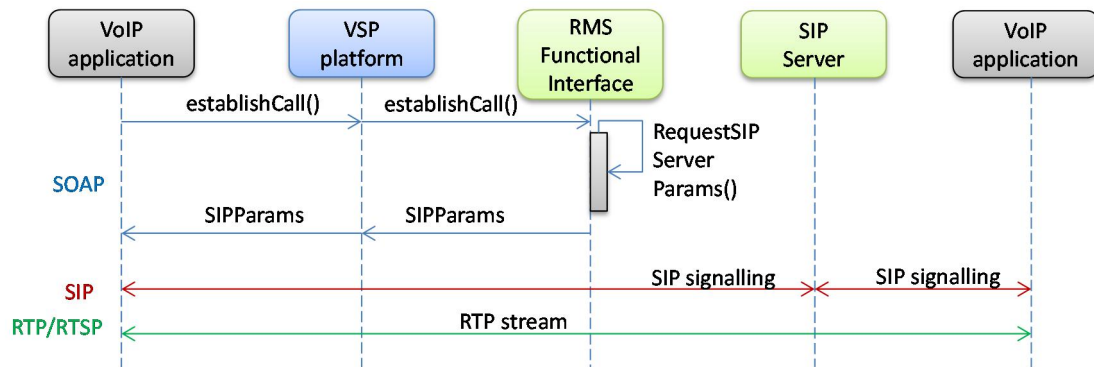 VoIP
application
VSP
platform
RMS
Functional
Interface
SIP
Server
VoIP
application
establishCall()
establishCall()
RequestSIP
Server
Params()
SOAP
SIPParams
SIPParams
SIP signalling
SIP signalling
SIP
RTP/RTSP
RTP stream